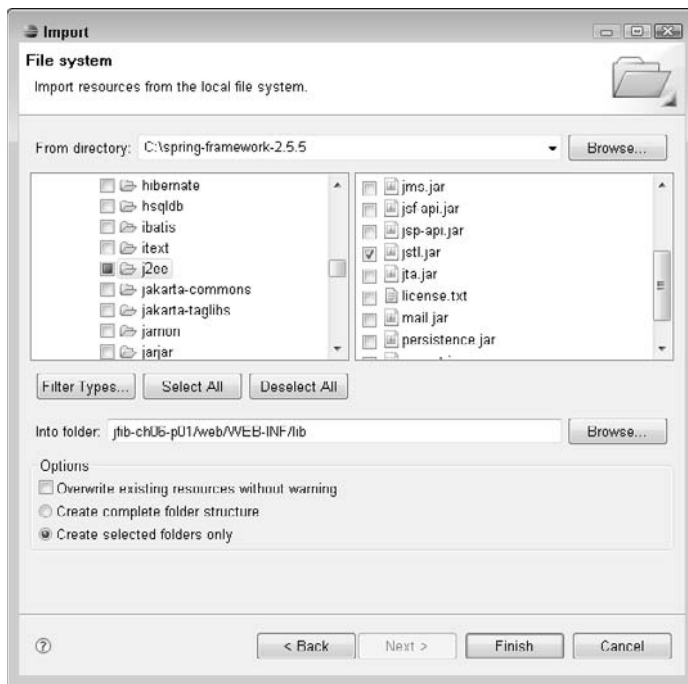 Import
File system
Import resources from the local file system.
From directory: C:\spring-framework-2.5.5
Browse...
hibernate
hsqldb
ibatis
itext
j2ee
jakarta-commons
jakarta-taglibs
jamon
jarjar
jms.jar
jsf-api.jar
jsp-api.jar
jstl.jar
jta.jar
license.txt
mail.jar
persistence.jar
Filter Types...
Select All
Deselect All
Into folder: jfib-ch06-p01/web/WEB-INF/lib
Browse...
Options
Overwrite existing resources without warning
Create complete folder structure
Create selected folders only
?
< Back
Next >
Finish
Cancel